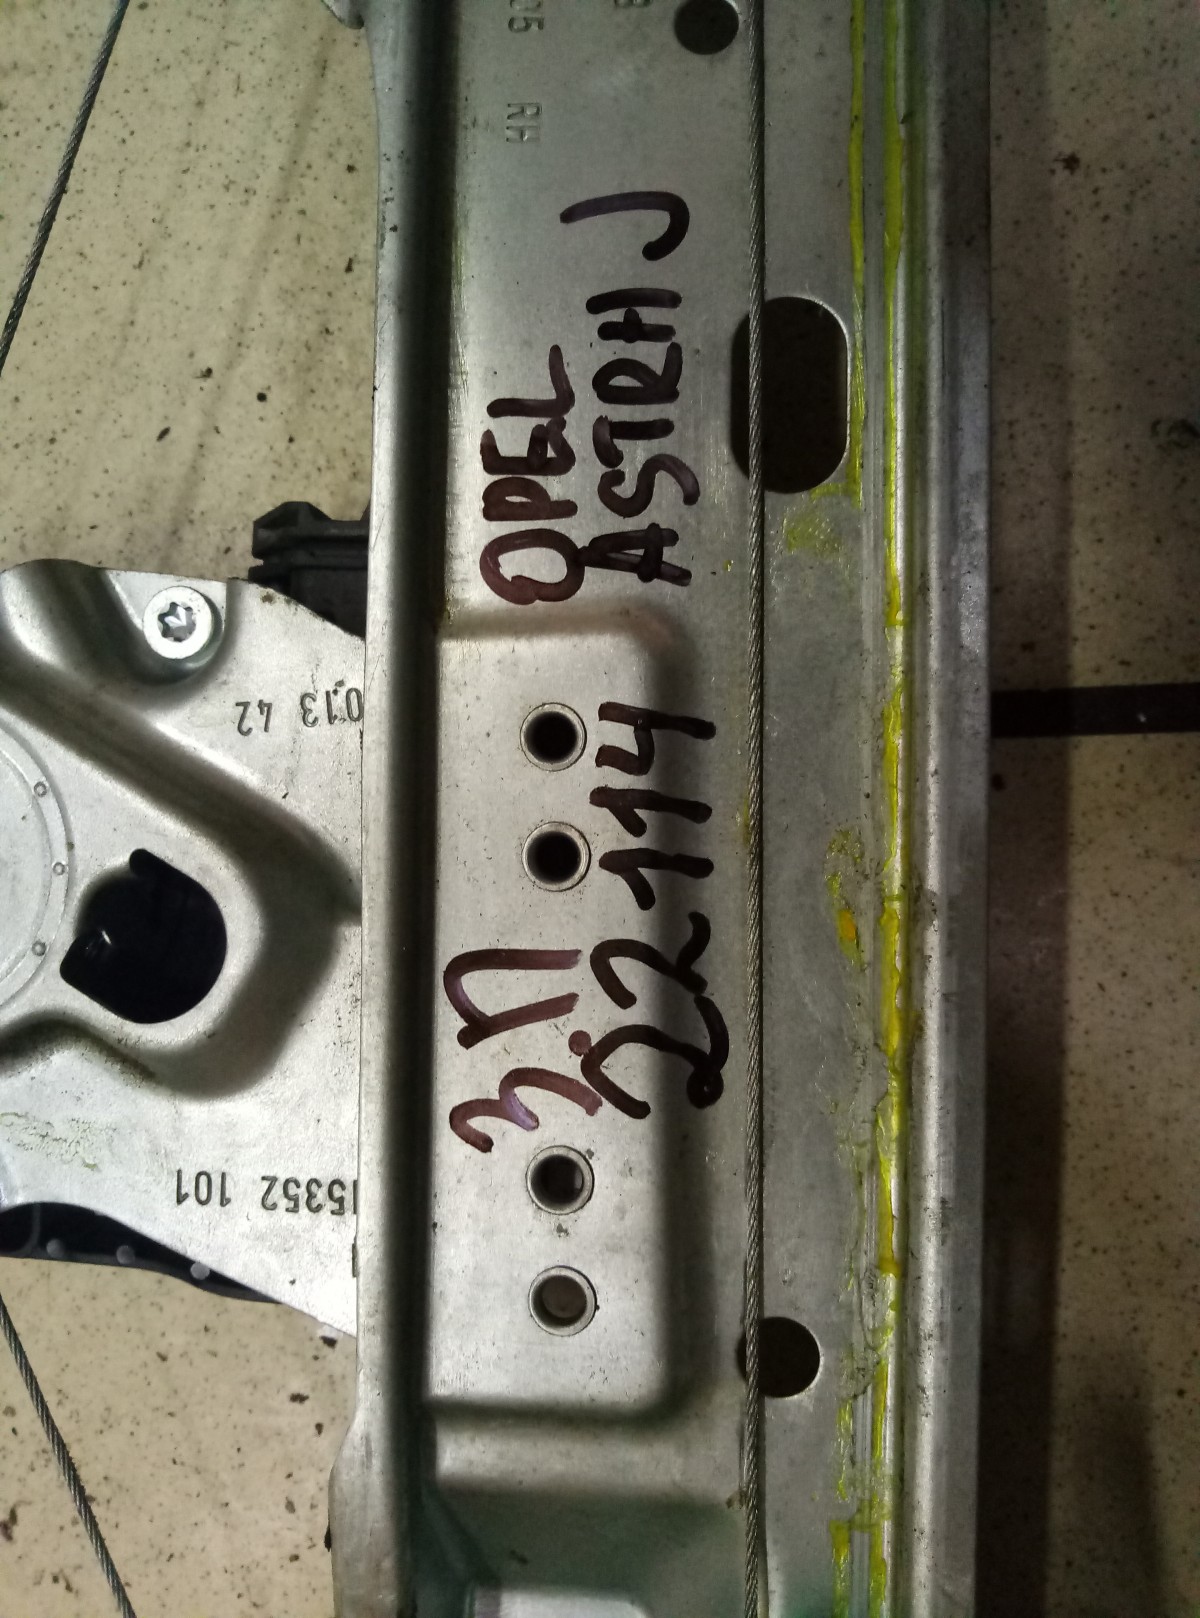 OPEL
ASTRA J
ЗП
22114
RH
013 42
15352 101